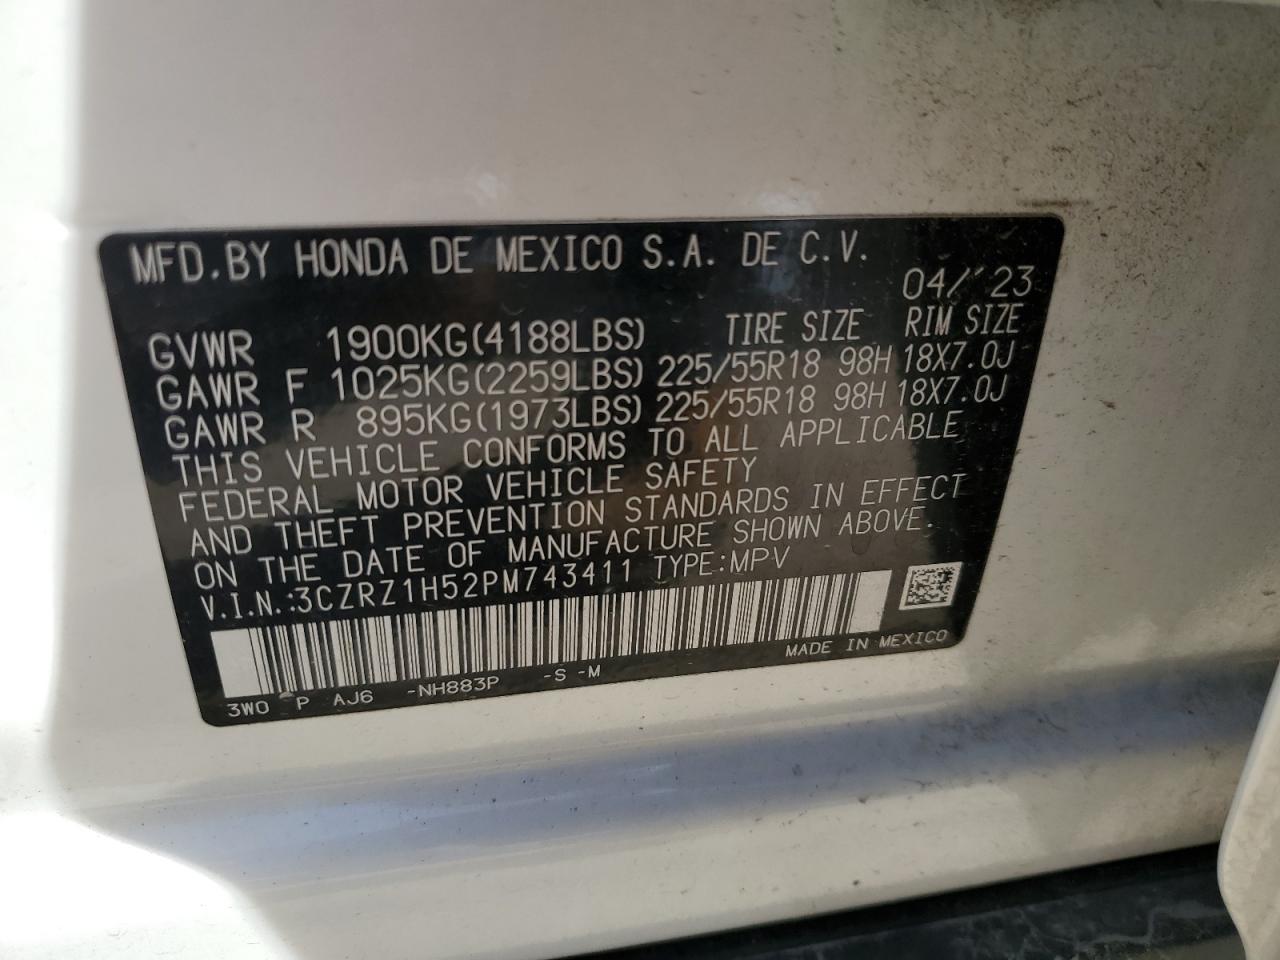 MFD.BY HONDA DE MEXICO S.A. DE C.V.
04/'23
GVWR 1900KG(4188LBS) TIRE SIZE RIM SIZE
GAWR F 1025KG(2259LBS) 225/55R18 98H 18X7.0J
GAWR R 895KG(1973LBS) 225/55R18 98H 18X7.0J
THIS VEHICLE CONFORMS TO ALL APPLICABLE
FEDERAL MOTOR VEHICLE SAFETY
AND THEFT PREVENTION STANDARDS IN EFFECT
ON THE DATE OF MANUFACTURE SHOWN ABOVE.
V.I.N.:3CZRZ1H52PM743411 TYPE:MPV
MADE IN MEXICO
3W0 P AJ6 -NH883P -S -M